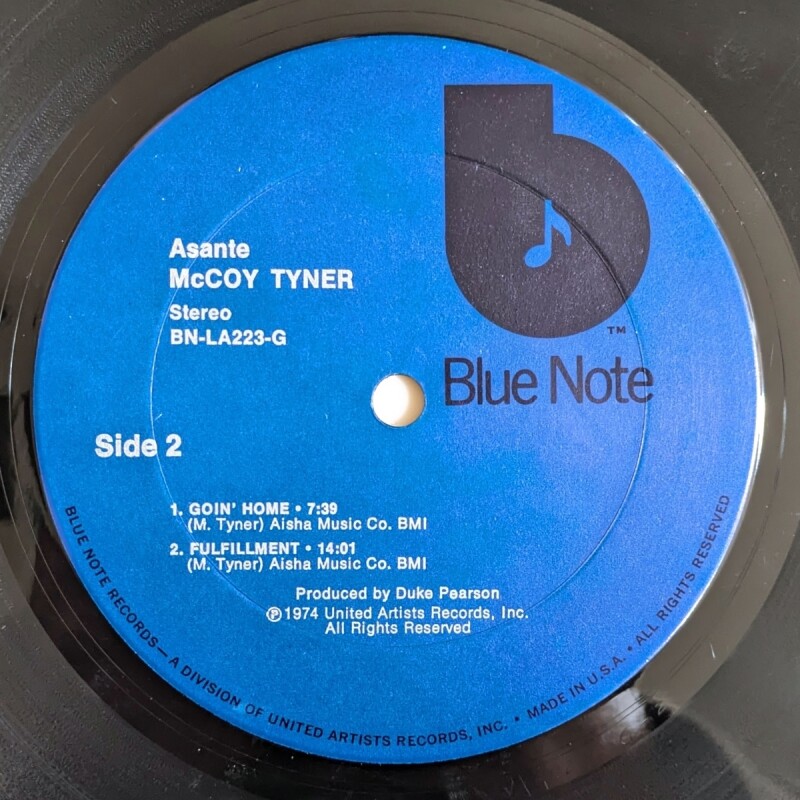 Asante
McCOY TYNER
Stereo
BN-LA223-G
TM
Blue Note
Side 2
1. GOIN' HOME • 7:39
(M. Tyner) Aisha Music Co. BMI
2. FULFILLMENT • 14:01
(M. Tyner) Aisha Music Co. BMI
Produced by Duke Pearson
℗1974 United Artists Records, Inc.
All Rights Reserved
BLUE NOTE RECORDS—A DIVISION OF UNITED ARTISTS RECORDS, INC. • MADE IN U.S.A. • ALL RIGHTS RESERVED